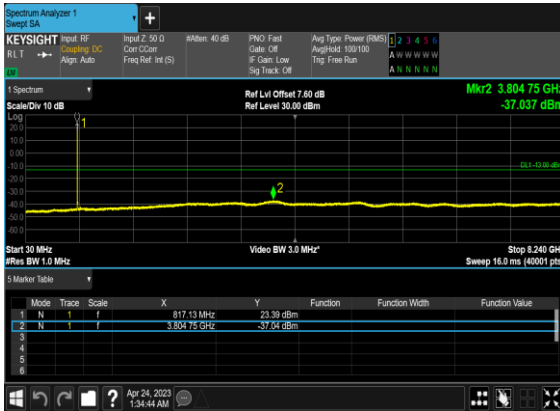 Spectrum Analyzer 1
Swept SA
+
KEYSIGHT
RLT
Input: RF
Coupling: DC
Align: Auto
Input Z: 50 Ω
Corr CCorr
Freq Ref: Int (S)
#Atten: 40 dB
PNO: Fast
Gate: Off
IF Gain: Low
Sig Track: Off
Avg Type: Power (RMS)
Avg|Hold: 100/100
Trig: Free Run
1 2 3 4 5 6
A W W W W W
A N N N N N
1 Spectrum
Scale/Div 10 dB
Ref Lvl Offset 7.60 dB
Ref Level 30.00 dBm
Mkr2 3.804 75 GHz
-37.037 dBm
Log
1
20.0
10.0
0.00
-10.0
DL1 -13.00 dBm
-20.0
-30.0
2
-40.0
-50.0
-60.0
Start 30 MHz
#Res BW 1.0 MHz
Video BW 3.0 MHz*
Stop 8.240 GHz
Sweep 16.0 ms (40001 pts)
5 Marker Table
Mode Trace Scale X Y Function Function Width Function Value
1 N 1 f 817.13 MHz 23.39 dBm
2 N 1 f 3.804 75 GHz -37.04 dBm
3
4
5
6
?
Apr 24, 2023
1:34:44 AM